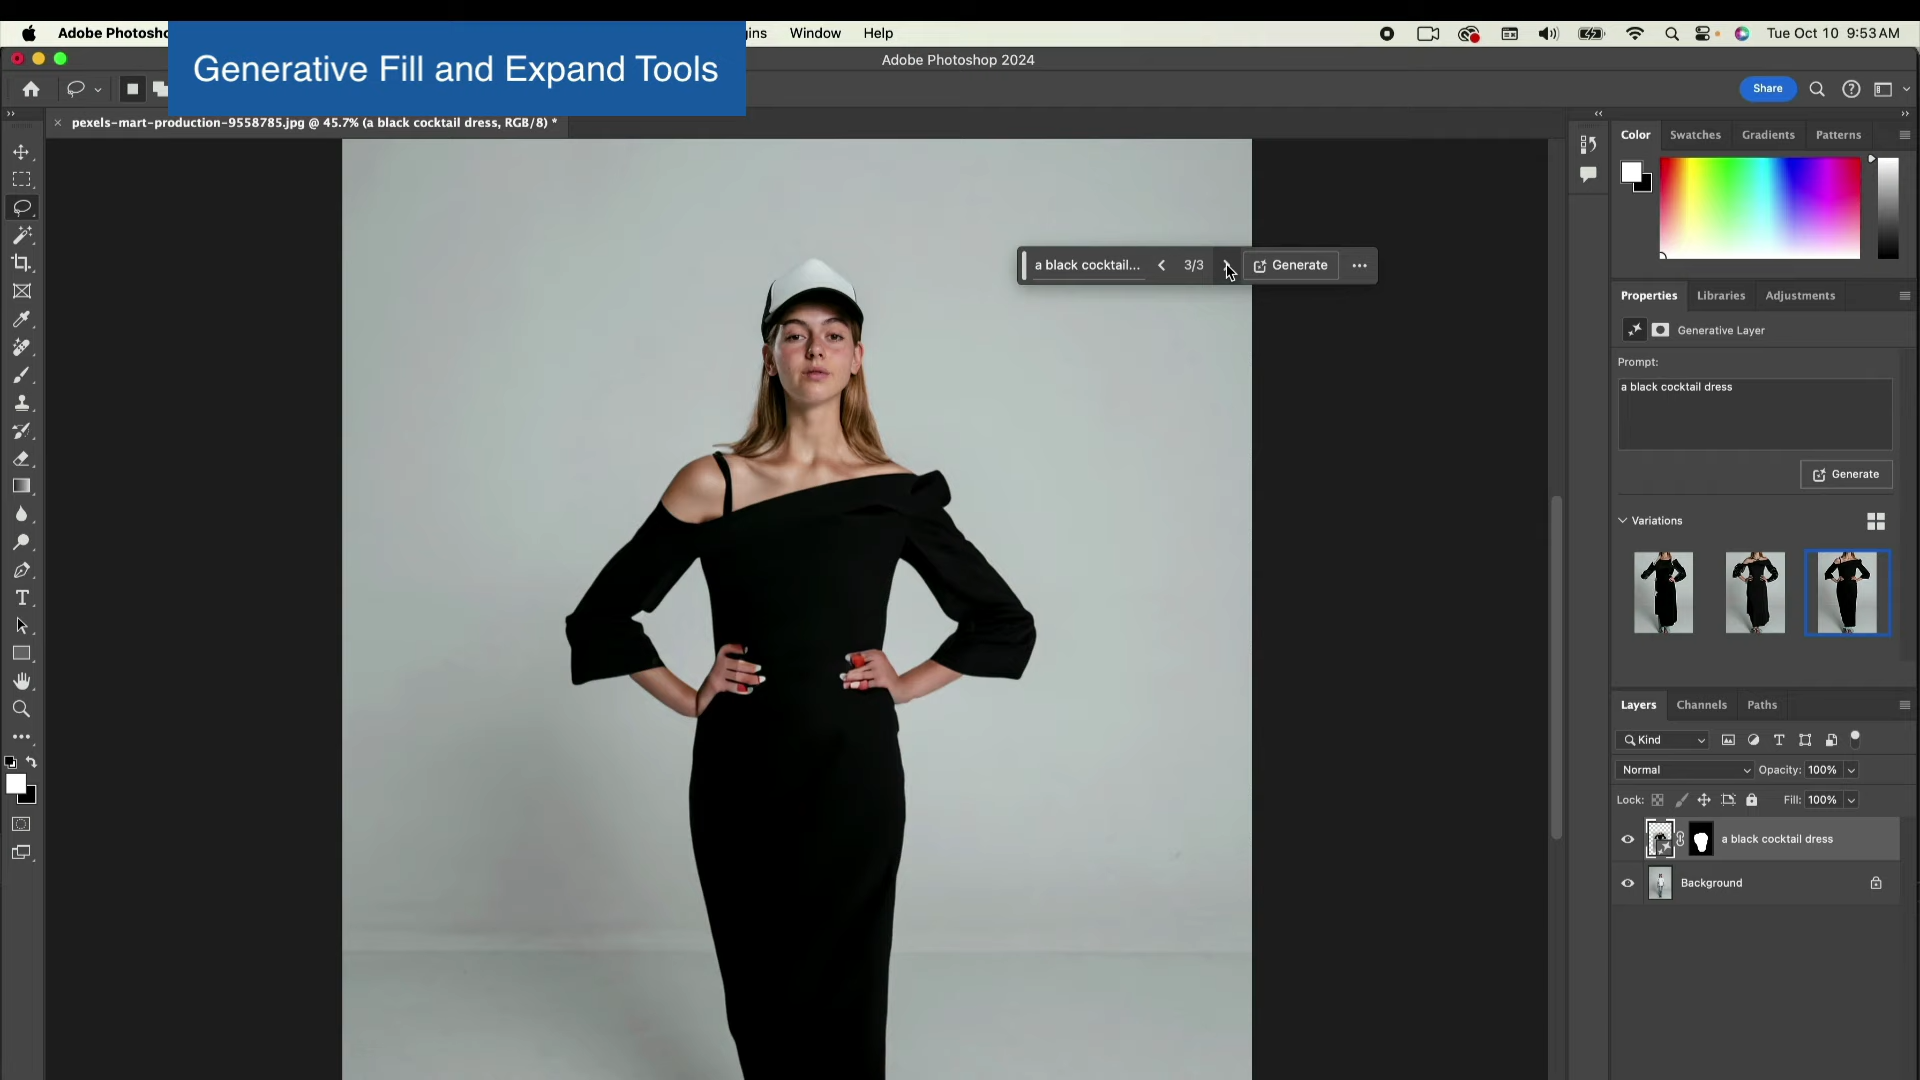 Adobe Photosho
gins Window Help
Tue Oct 10 9:53 AM
Generative Fill and Expand Tools
Adobe Photoshop 2024
Share
pexels-mart-production-9558785.jpg @ 45.7% (a black cocktail dress, RGB/8) *
Color Swatches Gradients Patterns
a black cocktail... 3/3 Generate
Properties Libraries Adjustments
Generative Layer
Prompt:
a black cocktail dress
Generate
Variations
Layers Channels Paths
Kind
Normal Opacity: 100%
Lock: Fill: 100%
a black cocktail dress
Background